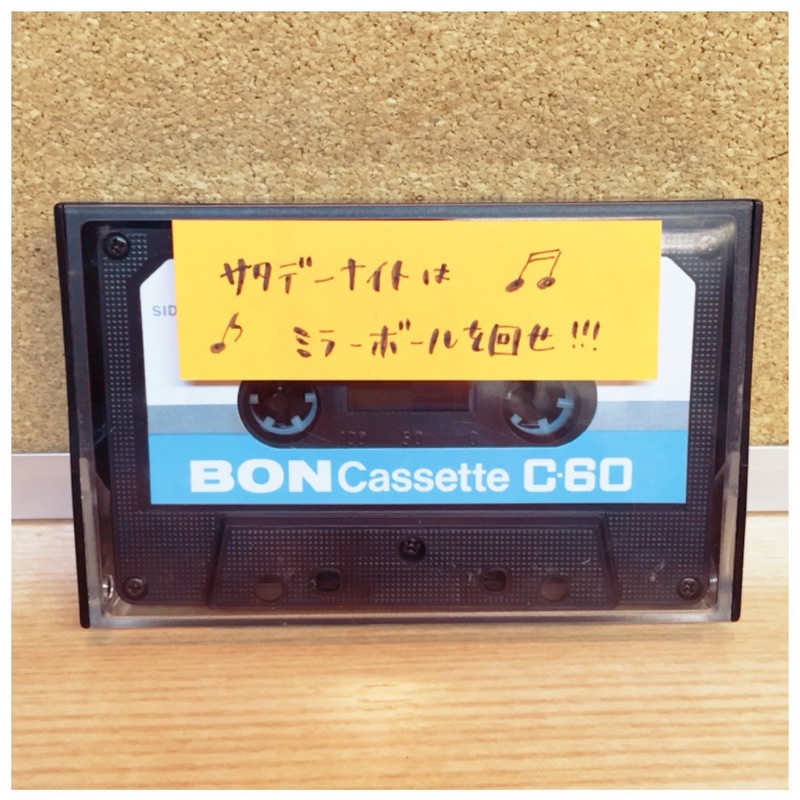 サタデーナイトは
ミラーボールを回せ!!!
SID
BON Cassette C·60
100 50 0